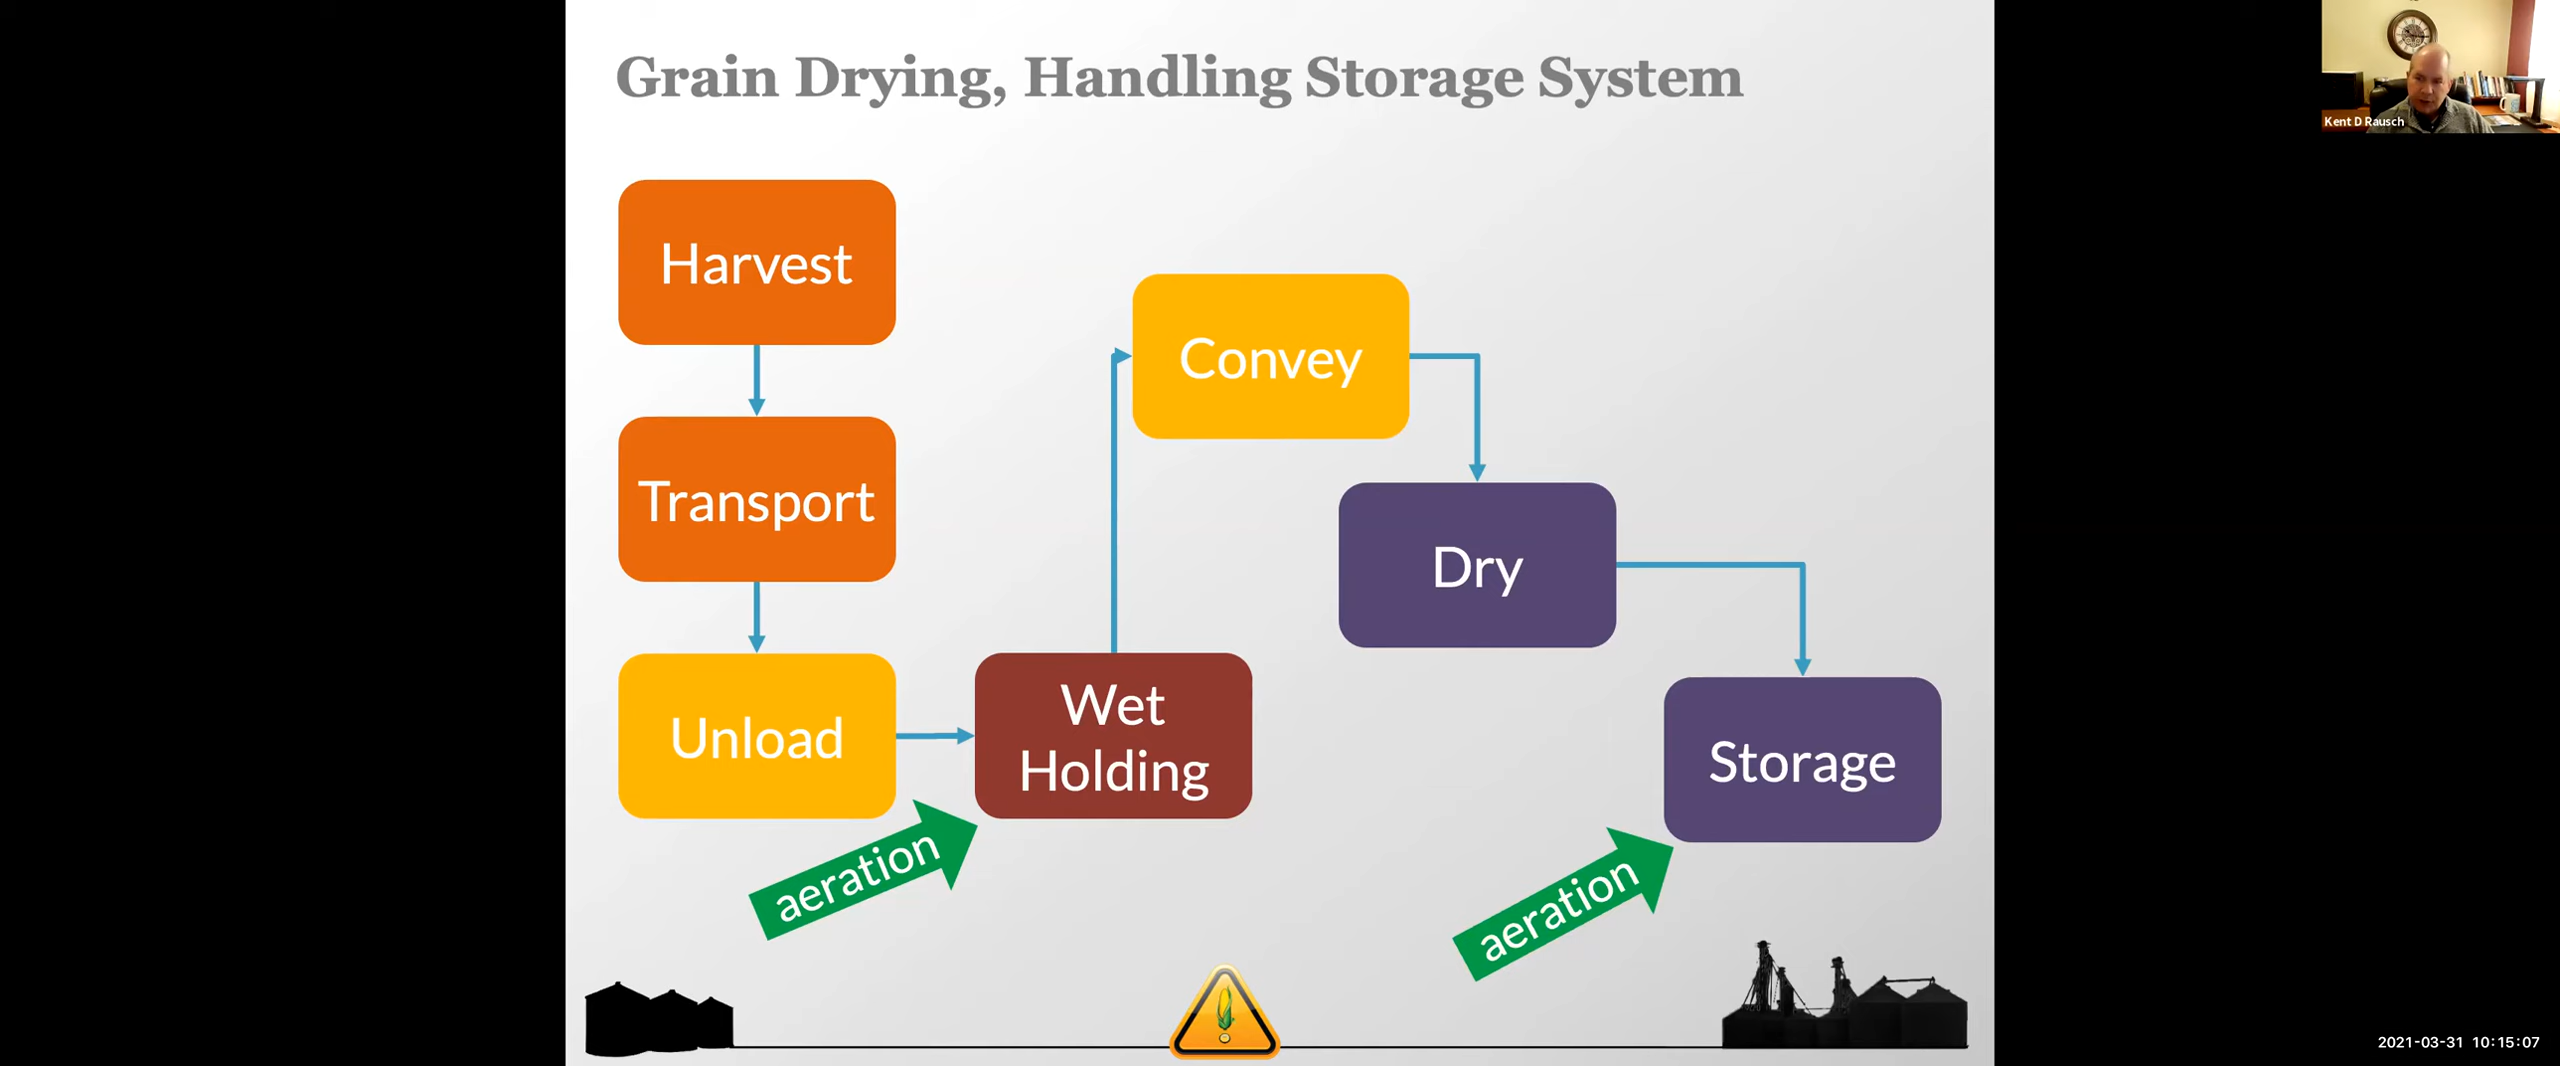 Grain Drying, Handling Storage System
Harvest
Transport
Unload
Wet
Holding
Convey
Dry
Storage
aeration
aeration
Kent D Rausch
2021-03-31 10:15:07